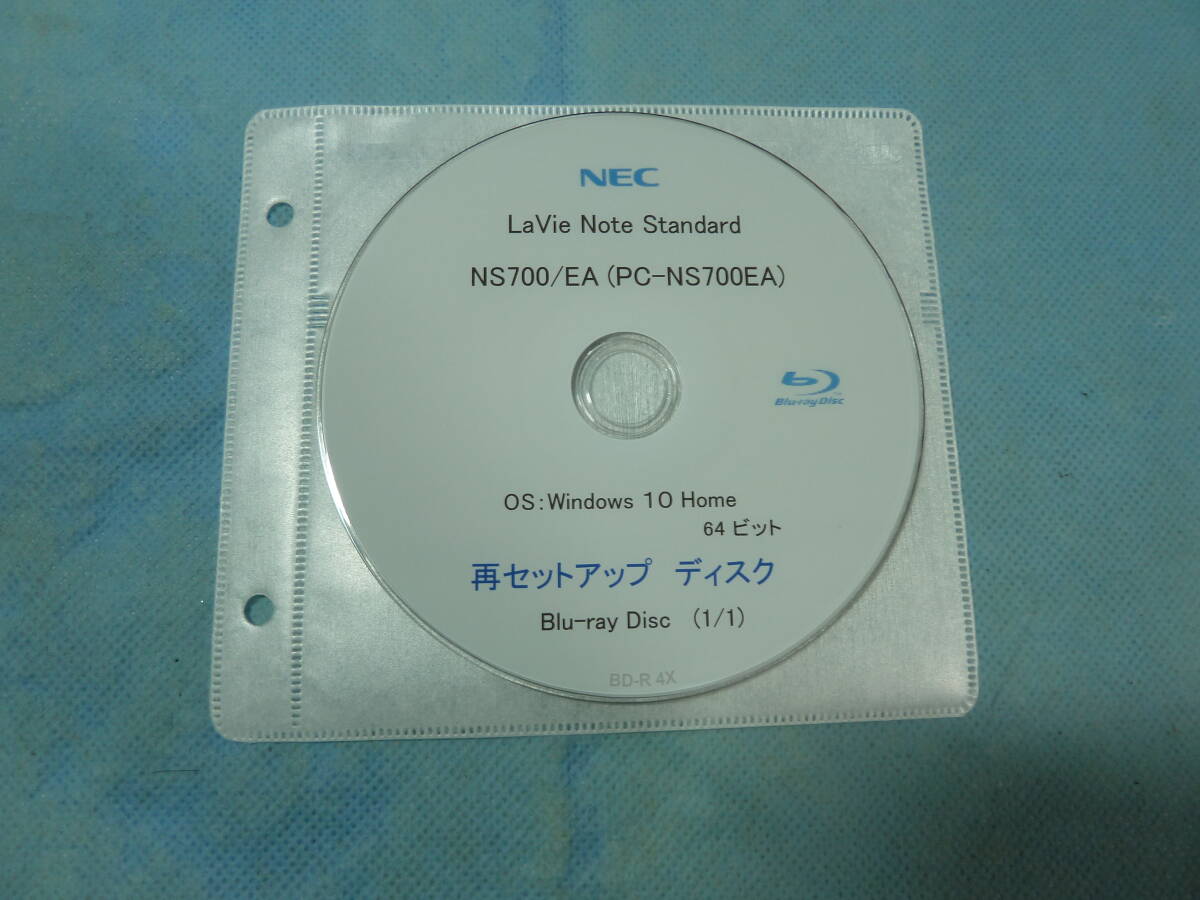 NEC
LaVie Note Standard
NS700/EA (PC-NS700EA)
Blu-ray Disc
OS:Windows 10 Home
64 ビット
再セットアップ ディスク
Blu-ray Disc (1/1)
BD-R 4X